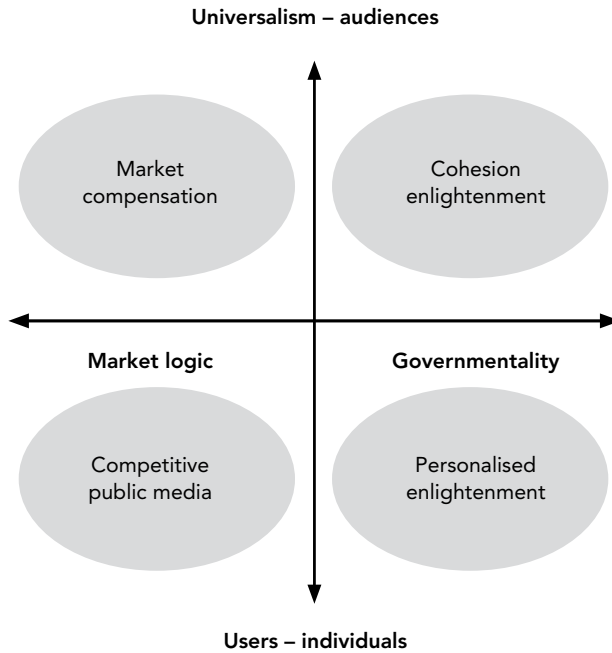 Universalism – audiences
Market
compensation
Cohesion
enlightenment
Market logic
Governmentality
Competitive
public media
Personalised
enlightenment
Users – individuals